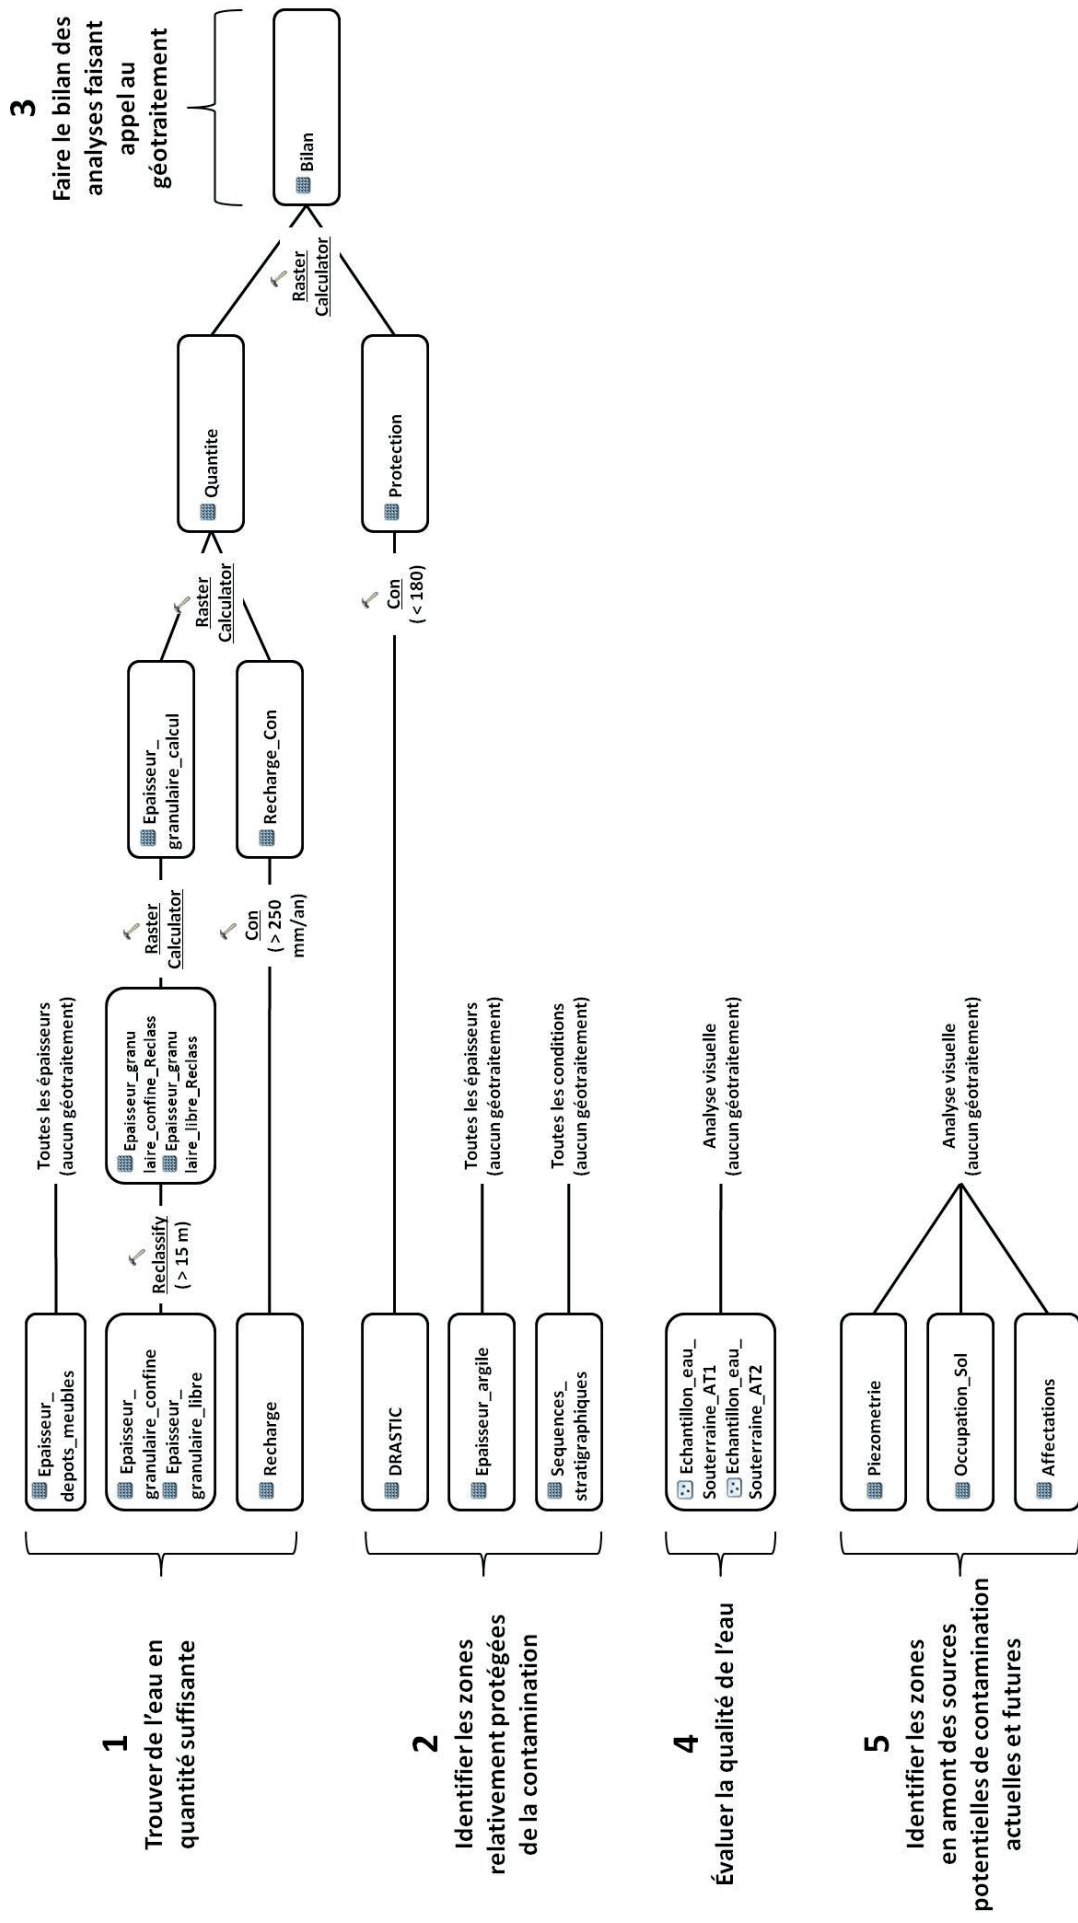 1
Trouver de l'eau en
quantité suffisante
Epaisseur_
depots_meubles
Toutes les épaisseurs
(aucun géotraitement)
Epaisseur_
granulaire_confine
Epaisseur_
granulaire_libre
Reclassify
( > 15 m)
Epaisseur_granu
laire_confine_Reclass
Epaisseur_granu
laire_libre_Reclass
Raster
Calculator
Epaisseur_
granulaire_calcul
Recharge
Con
( > 250
mm/an)
Recharge_Con
Raster
Calculator
Quantite
2
Identifier les zones
relativement protégées
de la contamination
DRASTIC
Con
( < 180)
Protection
Epaisseur_argile
Toutes les épaisseurs
(aucun géotraitement)
Sequences_
stratigraphiques
Toutes les conditions
(aucun géotraitement)
3
Faire le bilan des
analyses faisant
appel au
géotraitement
Raster
Calculator
Bilan
4
Évaluer la qualité de l'eau
Echantillon_eau_
Souterraine_AT1
Echantillon_eau_
Souterraine_AT2
Analyse visuelle
(aucun géotraitement)
5
Identifier les zones
en amont des sources
potentielles de contamination
actuelles et futures
Piezometrie
Occupation_Sol
Affectations
Analyse visuelle
(aucun géotraitement)